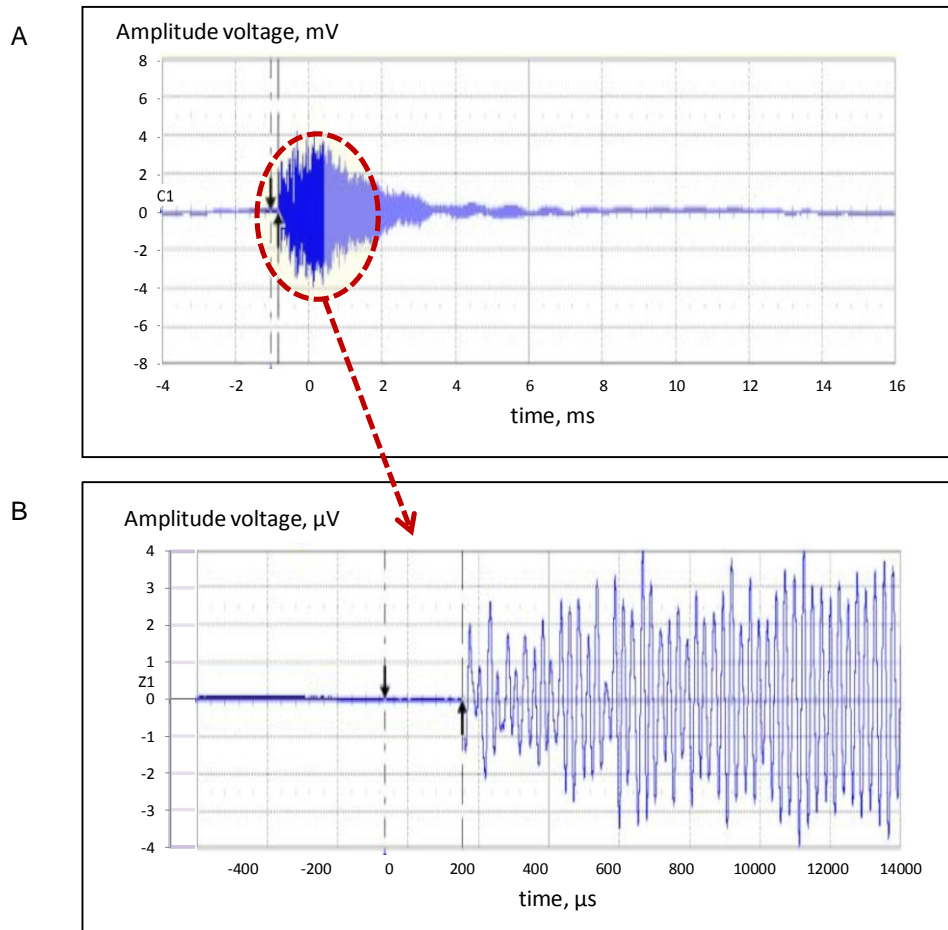 A
Amplitude voltage, mV
8
6
4
2
C1
0
-2
-4
-6
-8
-4 -2 0 2 4 6 8 10 12 14 16
time, ms
B
Amplitude voltage, μV
4
3
2
1
Z1
0
-1
-2
-3
-4
-400 -200 0 200 400 600 800 10000 12000 14000
time, μs